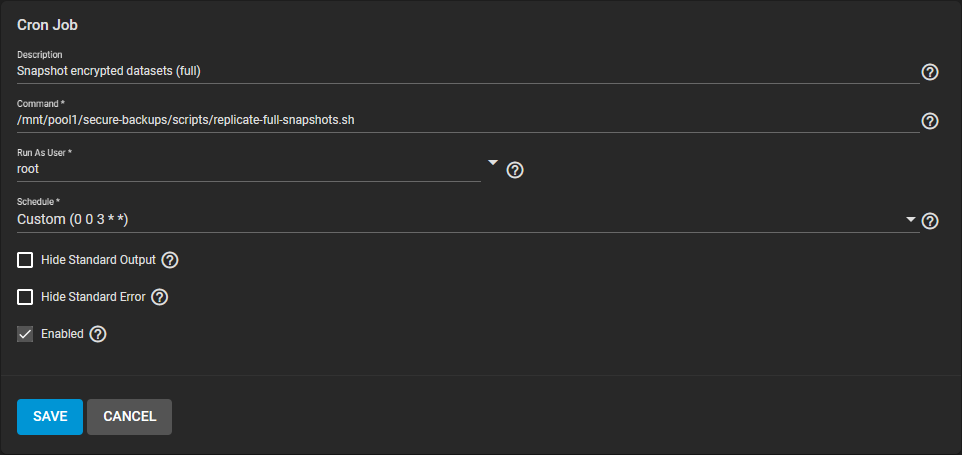 Cron Job
Description
Snapshot encrypted datasets (full)
Command *
/mnt/pool1/secure-backups/scripts/replicate-full-snapshots.sh
Run As User *
root
Schedule *
Custom (0 0 3 * *)
Hide Standard Output
Hide Standard Error
Enabled
SAVE CANCEL